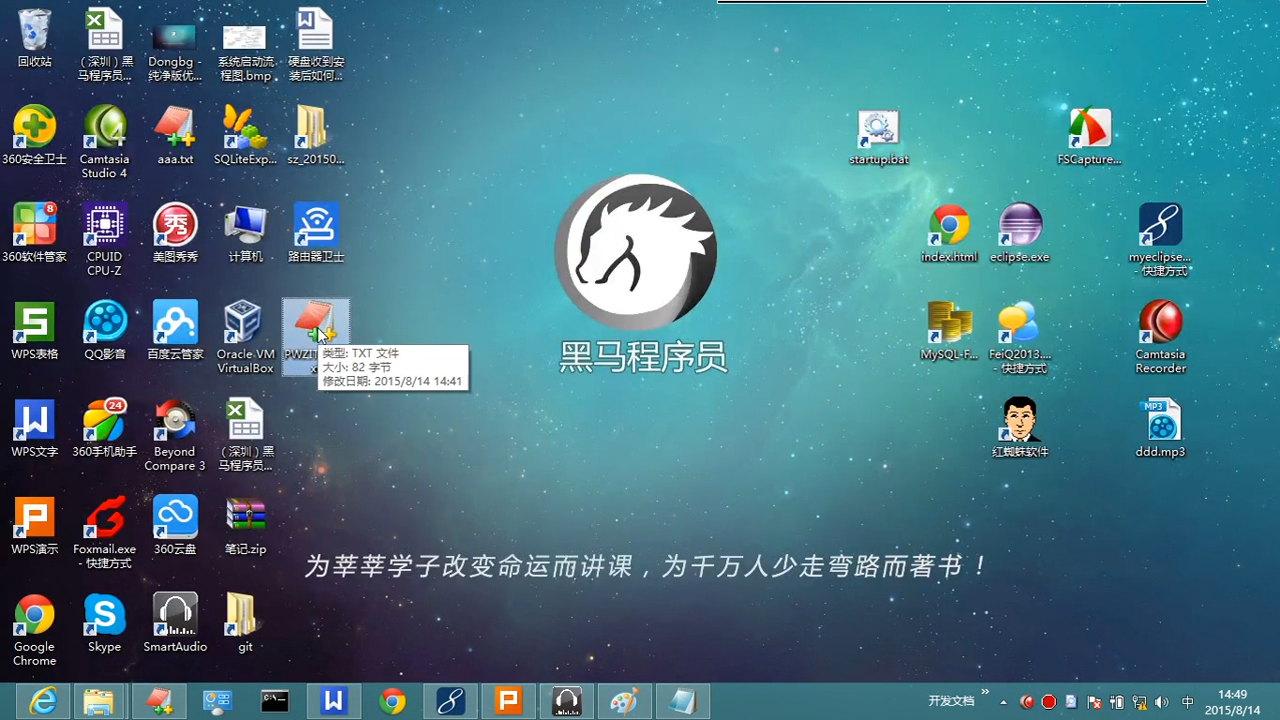 回收站
（深圳）黑
马程序员...
Dongbg -
纯净版优...
系统启动流
程图.bmp
硬盘收到安
装后如何...
360安全卫士
4
Camtasia
Studio 4
aaa.txt
SQLiteExp...
sz_20150...
startup.bat
FSCapture...
8
360软件管家
CPUID
CPU-Z
秀
美图秀秀
计算机
路由器卫士
index.html
eclipse.exe
myeclipse...
- 快捷方式
WPS表格
QQ影音
百度云管家
Oracle VM
VirtualBox
类型: TXT 文件
大小: 82 字节
修改日期: 2015/8/14 14:41
黑马程序员
MySQL-F...
FeiQ2013....
- 快捷方式
Camtasia
Recorder
WPS文字
24
360手机助手
Beyond
Compare 3
（深圳）黑
马程序员...
红蜘蛛软件
MP3
ddd.mp3
WPS演示
Foxmail.exe
- 快捷方式
360云盘
笔记.zip
为莘莘学子改变命运而讲课，为千万人少走弯路而著书！
Google
Chrome
Skype
SmartAudio
git
开发文档
中
14:49
2015/8/14